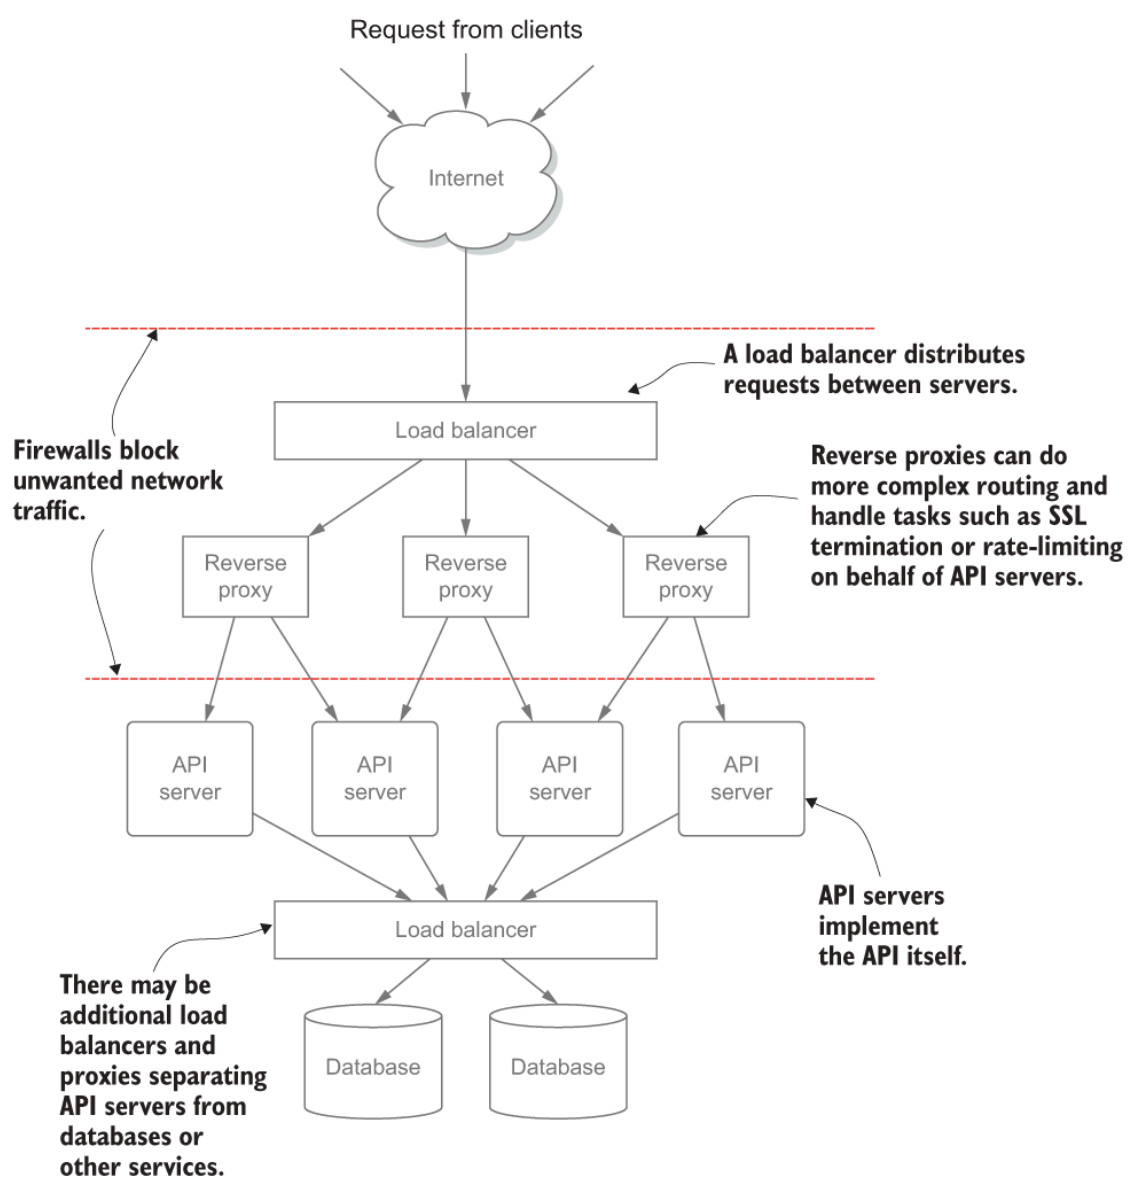 Request from clients
Internet
A load balancer distributes
requests between servers.
Load balancer
Firewalls block
unwanted network
traffic.
Reverse proxies can do
more complex routing and
handle tasks such as SSL
termination or rate-limiting
on behalf of API servers.
Reverse
proxy
Reverse
proxy
Reverse
proxy
API
server
API
server
API
server
API
server
API servers
implement
the API itself.
Load balancer
There may be
additional load
balancers and
proxies separating
API servers from
databases or
other services.
Database
Database